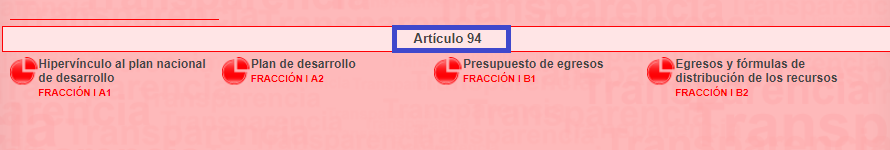 Artículo 94
Hipervínculo al plan nacional
de desarrollo
FRACCIÓN I A1
Plan de desarrollo
FRACCIÓN I A2
Presupuesto de egresos
FRACCIÓN I B1
Egresos y fórmulas de
distribución de los recursos
FRACCIÓN I B2
Transparencia